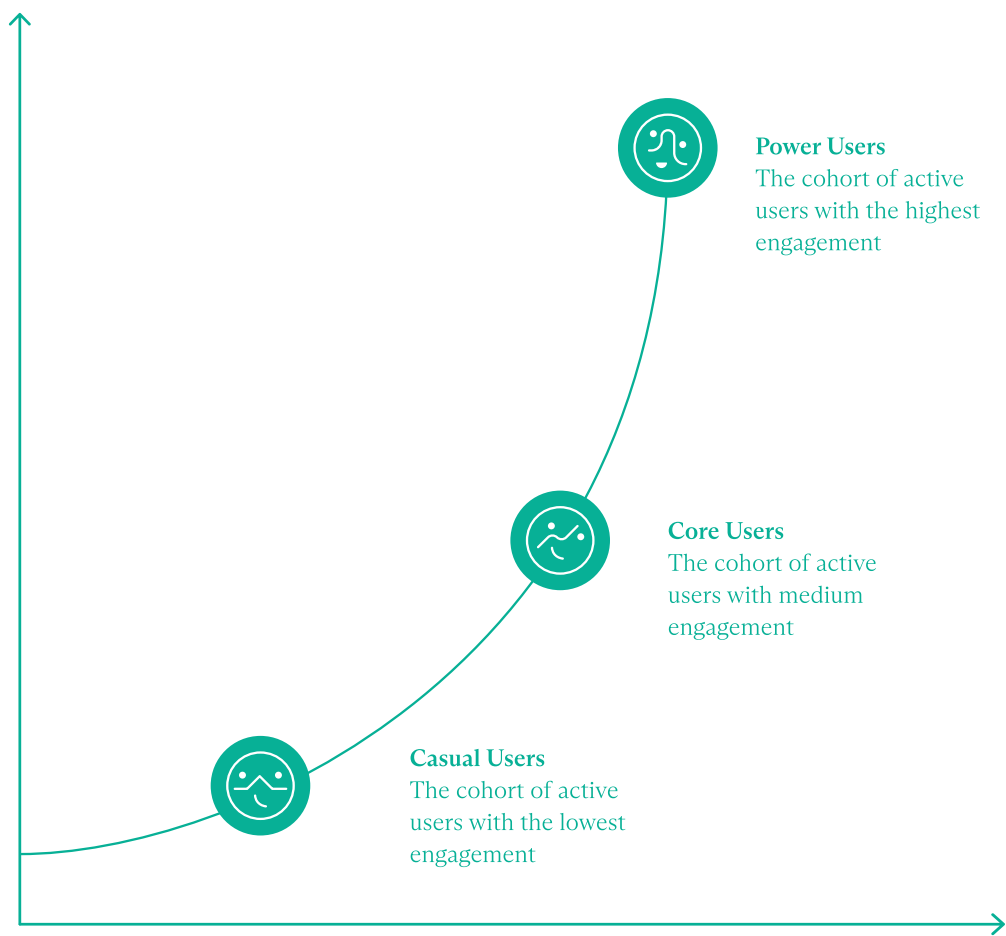 Power Users
The cohort of active
users with the highest
engagement
Core Users
The cohort of active
users with medium
engagement
Casual Users
The cohort of active
users with the lowest
engagement